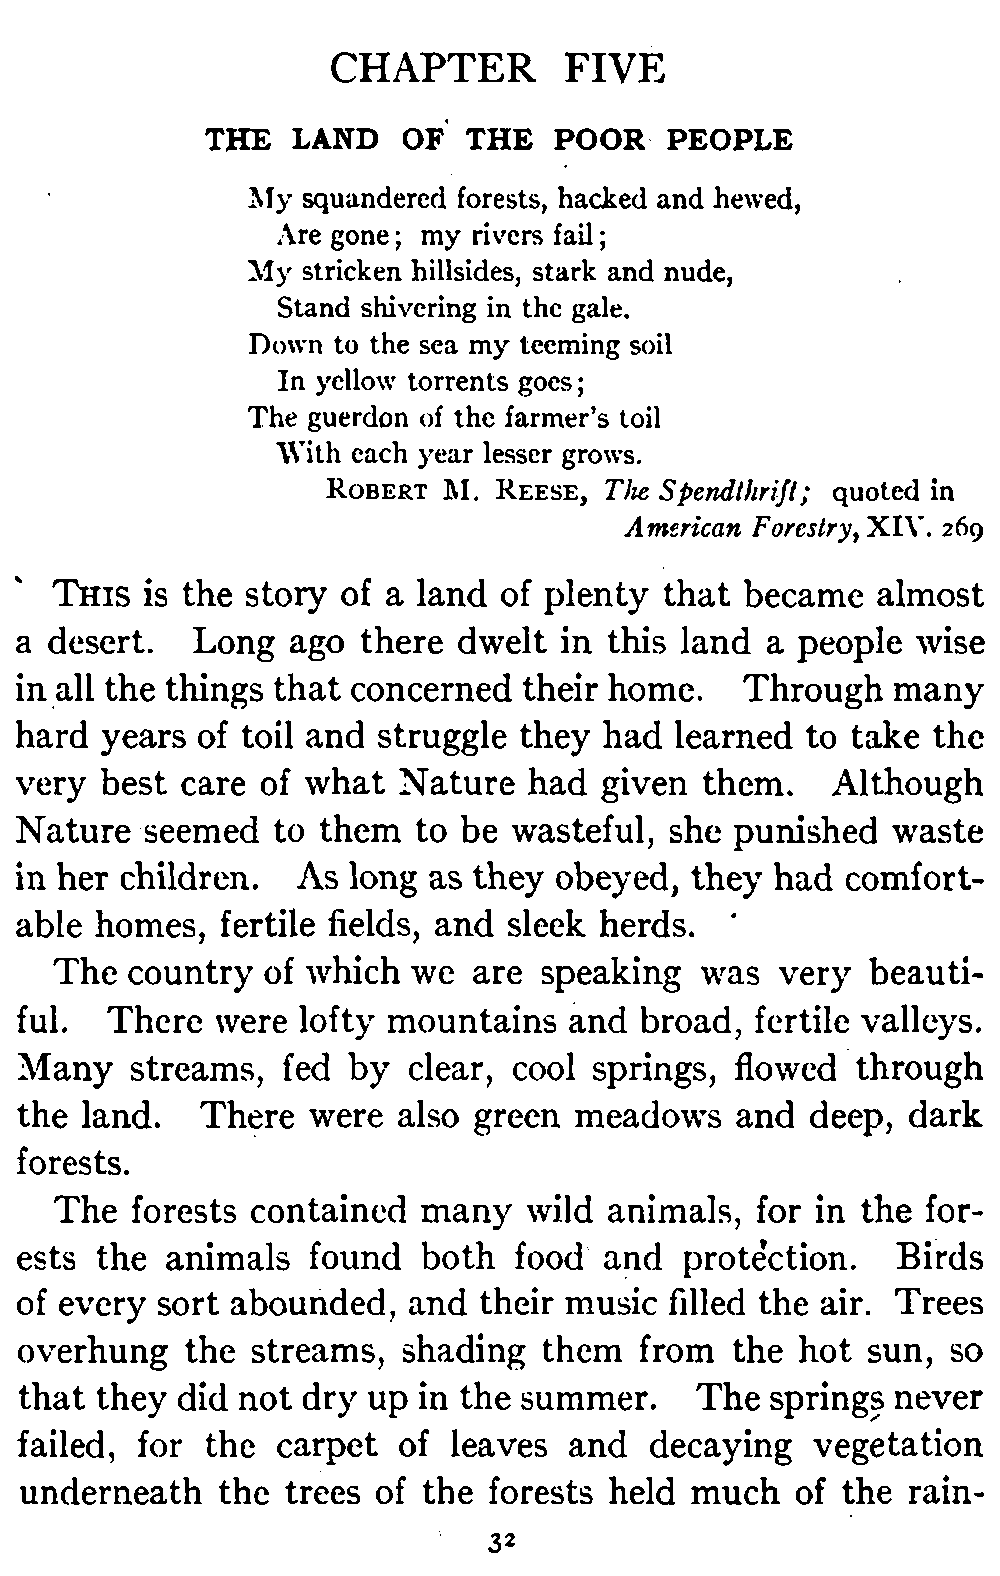 CHAPTER FIVE
THE LAND OF THE POOR PEOPLE
My squandered forests, hacked and hewed,
Are gone; my rivers fail;
My stricken hillsides, stark and nude,
Stand shivering in the gale.
Down to the sea my teeming soil
In yellow torrents goes;
The guerdon of the farmer's toil
With each year lesser grows.
ROBERT M. REESE, The Spendthrift; quoted in
American Forestry, XIV. 269
THIS is the story of a land of plenty that became almost
a desert. Long ago there dwelt in this land a people wise
in all the things that concerned their home. Through many
hard years of toil and struggle they had learned to take the
very best care of what Nature had given them. Although
Nature seemed to them to be wasteful, she punished waste
in her children. As long as they obeyed, they had comfort-
able homes, fertile fields, and sleek herds.
The country of which we are speaking was very beauti-
ful. There were lofty mountains and broad, fertile valleys.
Many streams, fed by clear, cool springs, flowed through
the land. There were also green meadows and deep, dark
forests.
The forests contained many wild animals, for in the for-
ests the animals found both food and protection. Birds
of every sort abounded, and their music filled the air. Trees
overhung the streams, shading them from the hot sun, so
that they did not dry up in the summer. The springs never
failed, for the carpet of leaves and decaying vegetation
underneath the trees of the forests held much of the rain-
32